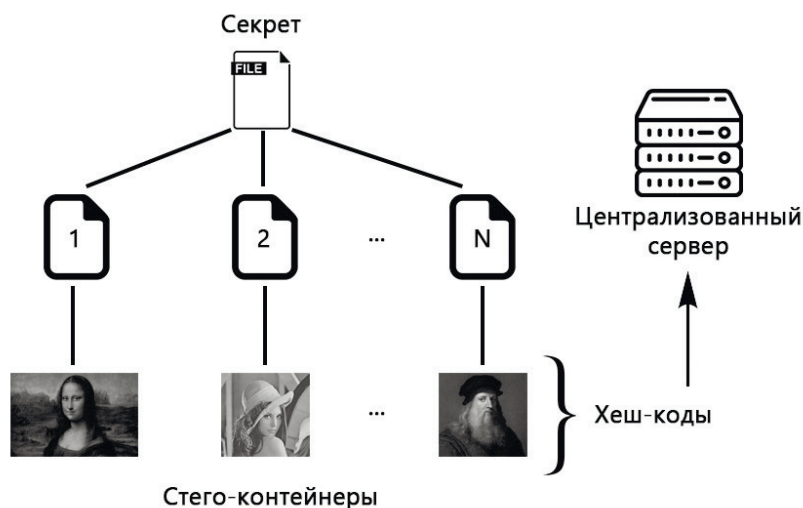 Секрет
FILE
1
2
...
N
Централизованный
сервер
...
Хеш-коды
Стего-контейнеры